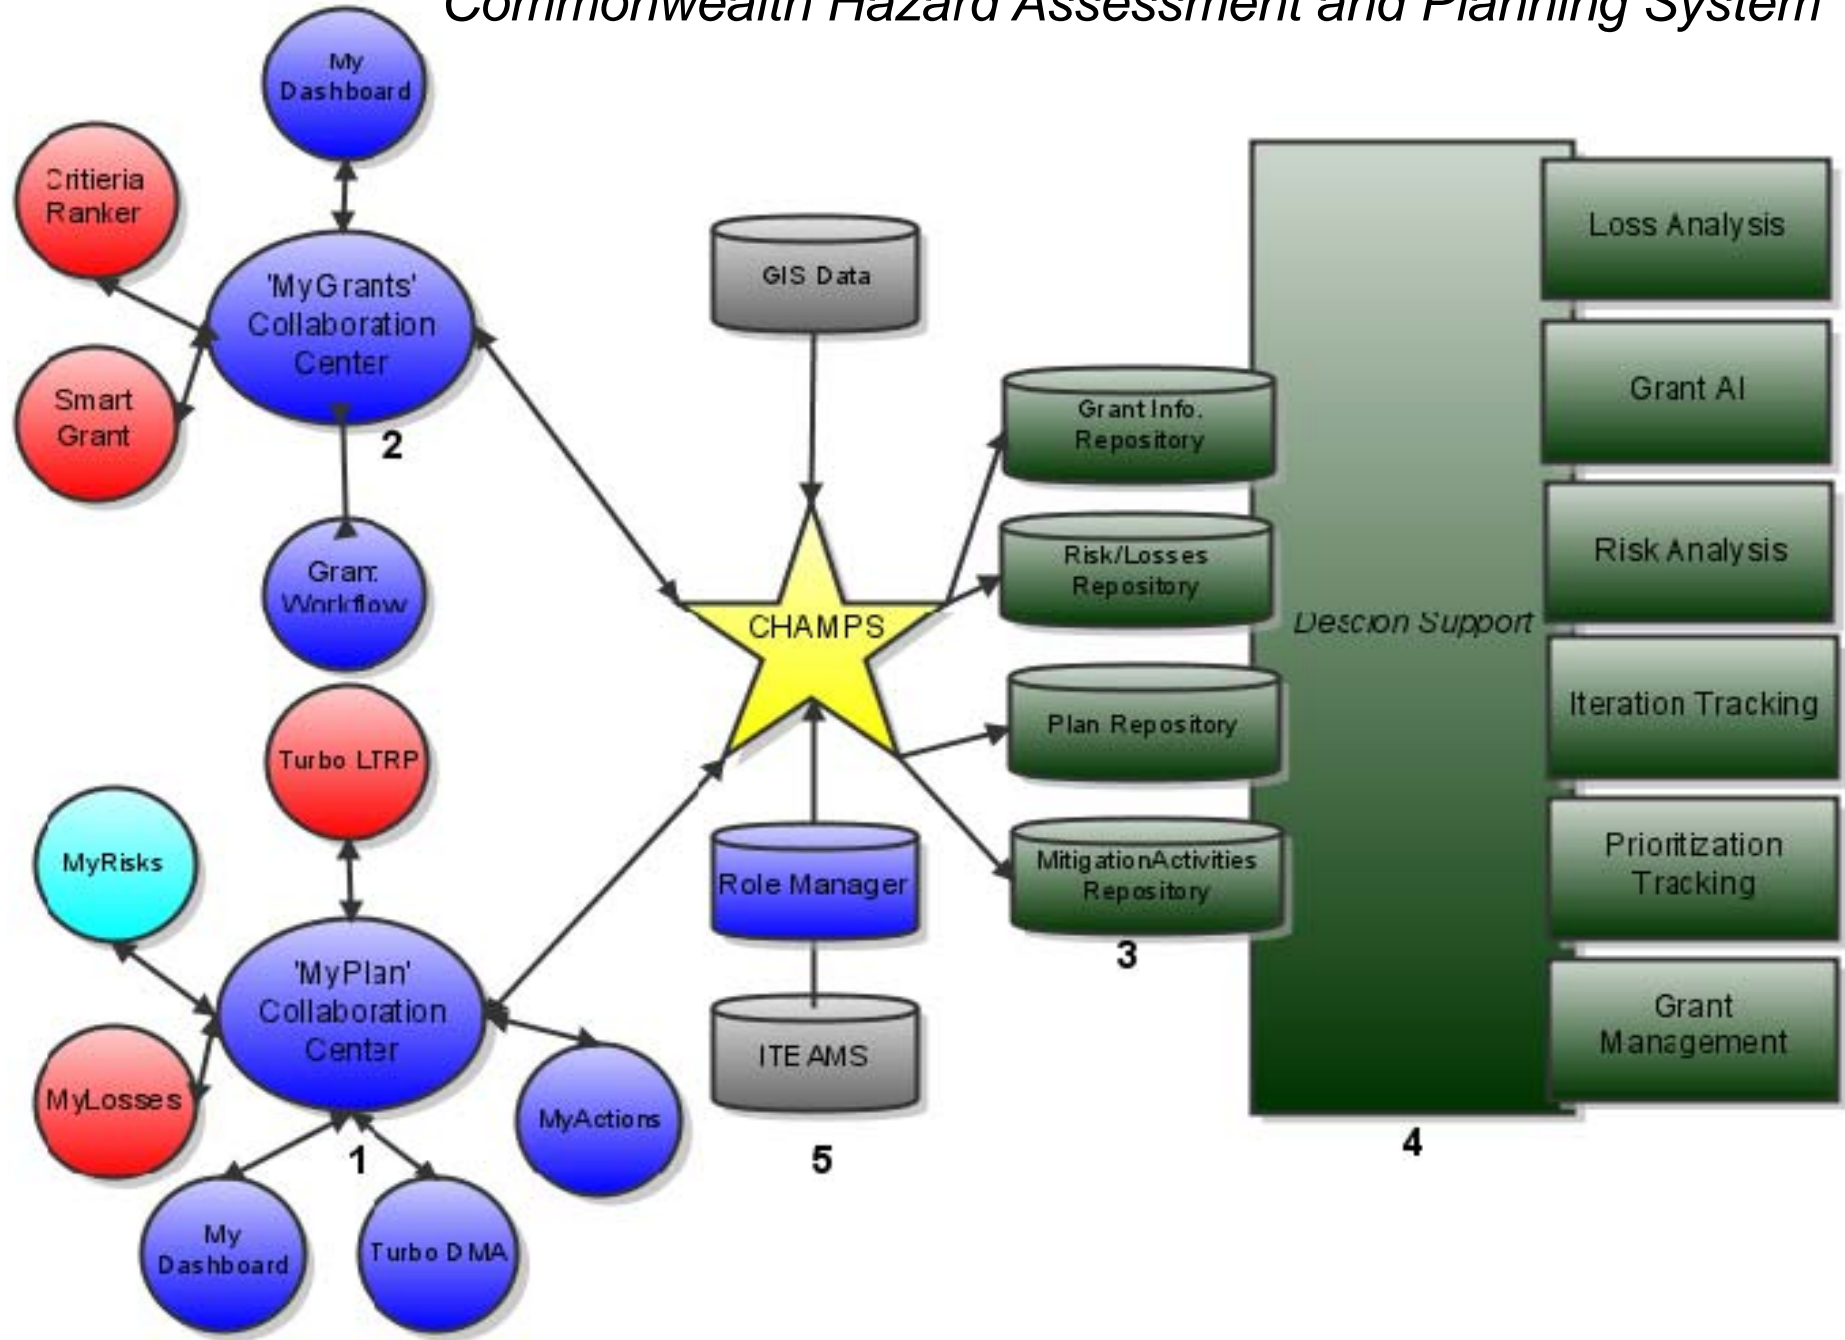 Commonwealth Hazard Assessment and Planning System
My
Dashboard
Critieria
Ranker
'MyGrants'
Collaboration
Center
Smart
Grant
2
Grant
Workflow
Turbo LTRP
MyRisks
'MyPlan'
Collaboration
Center
MyLosses
1
My
Dashboard
Turbo DMA
MyActions
GIS Data
CHAMPS
Role Manager
ITEAMS
5
Grant Info.
Repository
Risk/Losses
Repository
Plan Repository
MitigationActivities
Repository
3
Descion Support
4
Loss Analysis
Grant AI
Risk Analysis
Iteration Tracking
Prioritization
Tracking
Grant
Management